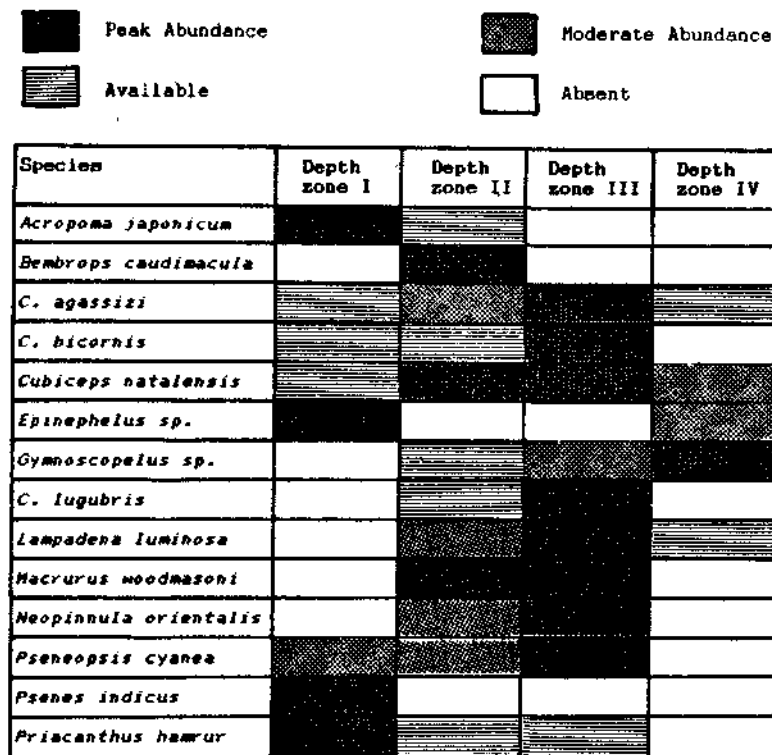 Peak Abundance
Moderate Abundance
Available
Absent
Species
Depth zone I
Depth zone II
Depth zone III
Depth zone IV
Acropoma japonicum
Bembrops caudimacula
C. agassizi
C. bicornis
Cubiceps natalensis
Epinephelus sp.
Gymnoscopelus sp.
C. lugubris
Lampadena luminosa
Macrurus woodmasoni
Neopinnula orientalis
Pseneopsis cyanea
Psenes indicus
Priacanthus hamrur